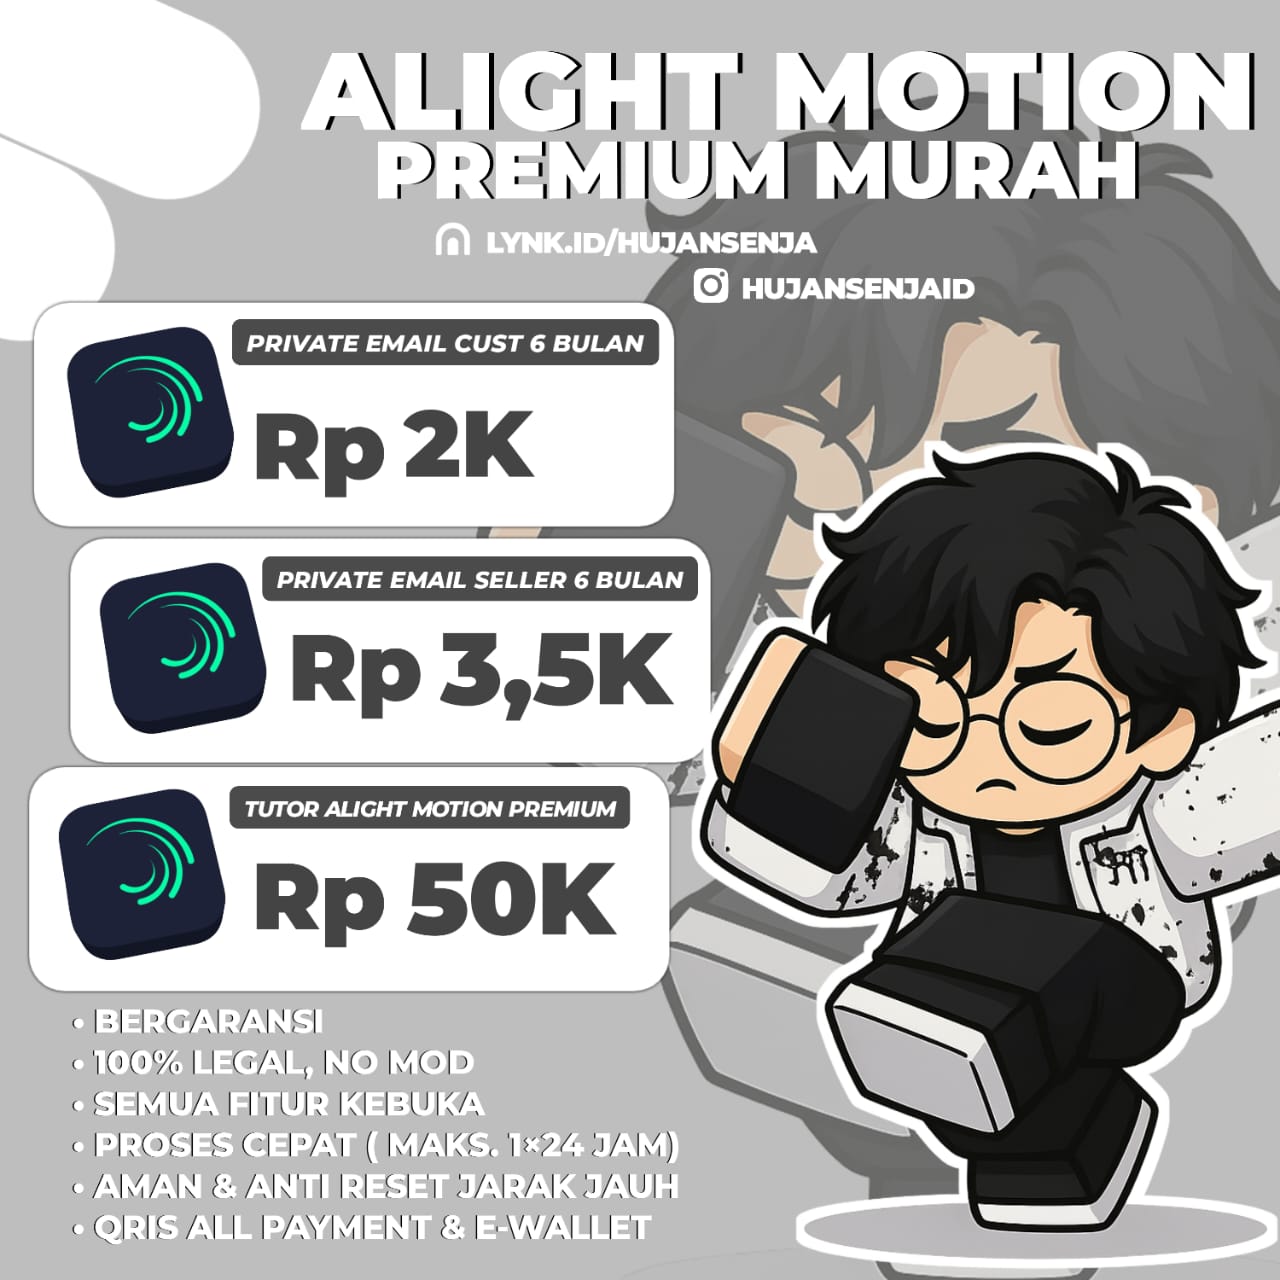 ALIGHT MOTION
PREMIUM MURAH
LYNK.ID/HUJANSENJA
HUJANSENJAID
PRIVATE EMAIL CUST 6 BULAN
Rp 2K
PRIVATE EMAIL SELLER 6 BULAN
Rp 3,5K
TUTOR ALIGHT MOTION PREMIUM
Rp 50K
• BERGARANSI
• 100% LEGAL, NO MOD
• SEMUA FITUR KEBUKA
• PROSES CEPAT ( MAKS. 1×24 JAM)
• AMAN & ANTI RESET JARAK JAUH
• QRIS ALL PAYMENT & E-WALLET